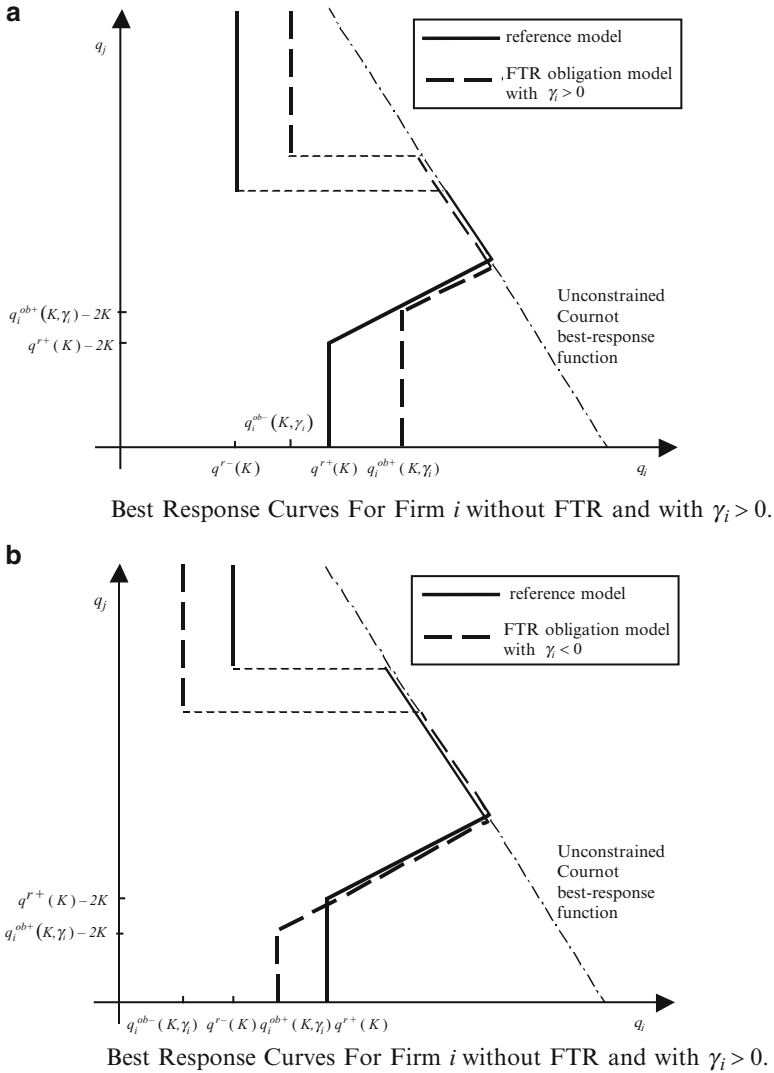 a
q_j
reference model
FTR obligation model
with γ_i > 0
q_i^{ob+}(K,γ_i) – 2K
q^{r+}(K) – 2K
Unconstrained
Cournot
best-response
function
q_i^{ob–}(K,γ_i)
q^{r–}(K)
q^{r+}(K)
q_i^{ob+}(K,γ_i)
q_i
Best Response Curves For Firm i without FTR and with γ_i > 0.
b
q_j
reference model
FTR obligation model
with γ_i < 0
Unconstrained
Cournot
best-response
function
q^{r+}(K) – 2K
q_i^{ob+}(K,γ_i) – 2K
q_i^{ob–}(K,γ_i)
q^{r–}(K)
q_i^{ob+}(K,γ_i)
q^{r+}(K)
q_i
Best Response Curves For Firm i without FTR and with γ_i > 0.